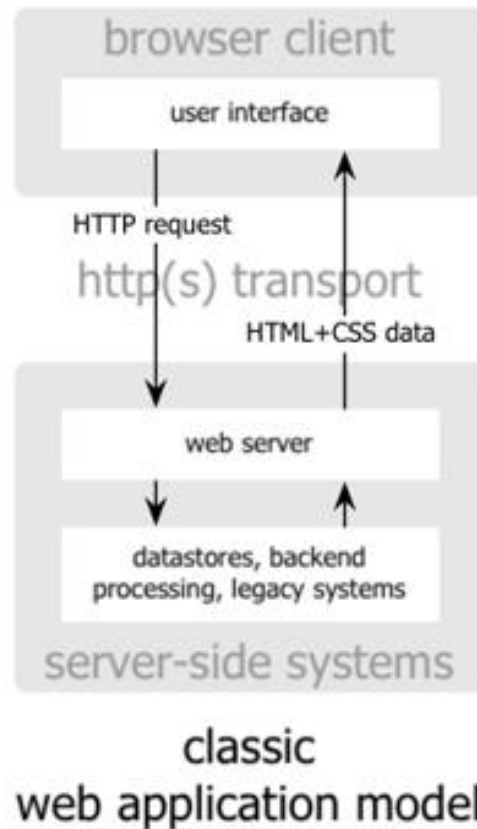 browser client
user interface
HTTP request
http(s) transport
HTML+CSS data
web server
datastores, backend
processing, legacy systems
server-side systems
classic
web application model